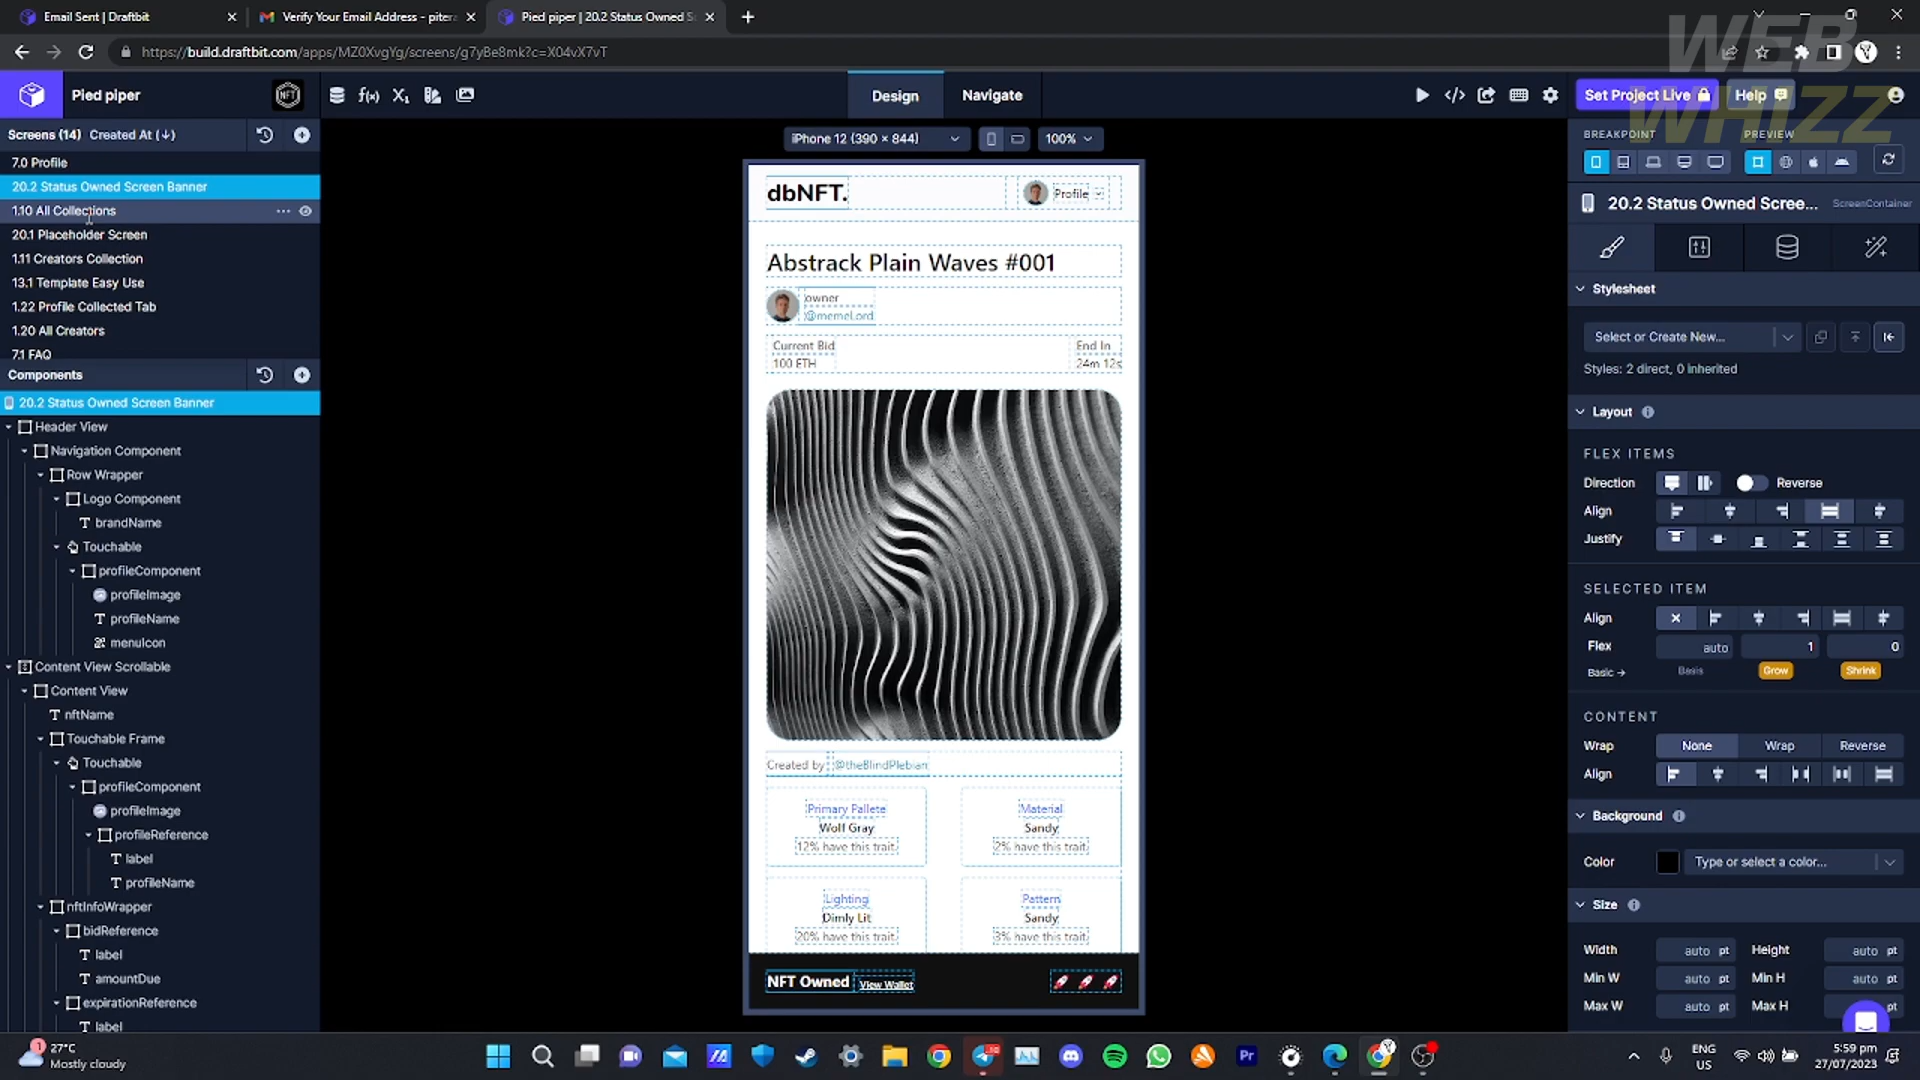 Email Sent | Draftbit
Verify Your Email Address - pitera
Pied piper | 20.2 Status Owned S
https://build.draftbit.com/apps/MZ0XvgYg/screens/g7yBe8mk?c=X04vX7vT
WEB WHIZZ
Pied piper
NFT
f(x)
X₁
Design
Navigate
Set Project Live
Help
Screens (14)
Created At (↓)
7.0 Profile
20.2 Status Owned Screen Banner
1.10 All Collections
20.1 Placeholder Screen
1.11 Creators Collection
13.1 Template Easy Use
1.22 Profile Collected Tab
1.20 All Creators
7.1 FAQ
Components
20.2 Status Owned Screen Banner
Header View
Navigation Component
Row Wrapper
Logo Component
brandName
Touchable
profileComponent
profileImage
profileName
menuIcon
Content View Scrollable
Content View
nftName
Touchable Frame
Touchable
profileComponent
profileImage
profileReference
label
profileName
nftInfoWrapper
bidReference
label
amountDue
expirationReference
label
iPhone 12 (390 × 844)
100%
dbNFT.
Profile
Abstrack Plain Waves #001
owner
@memeLord
Current Bid
End In
100 ETH
24m 12s
Created by
@theBlindPlebian
Primary Pallete
Wolf Gray
12% have this trait.
Material
Sandy
2% have this trait.
Lighting
Dimly Lit
20% have this trait.
Pattern
Sandy
3% have this trait.
NFT Owned
View Wallet
BREAKPOINT
PREVIEW
20.2 Status Owned Scree...
ScreenContainer
Stylesheet
Select or Create New...
Styles: 2 direct, 0 inherited
Layout
FLEX ITEMS
Direction
Reverse
Align
Justify
SELECTED ITEM
Align
Flex
auto
1
0
Basic →
Basis
Grow
Shrink
CONTENT
Wrap
None
Wrap
Reverse
Align
Background
Color
Type or select a color...
Size
Width
auto pt
Height
auto pt
Min W
auto pt
Min H
auto pt
Max W
auto pt
Max H
pt
1
27°C
Mostly cloudy
Pr
ENG
US
5:59 pm
27/07/2023